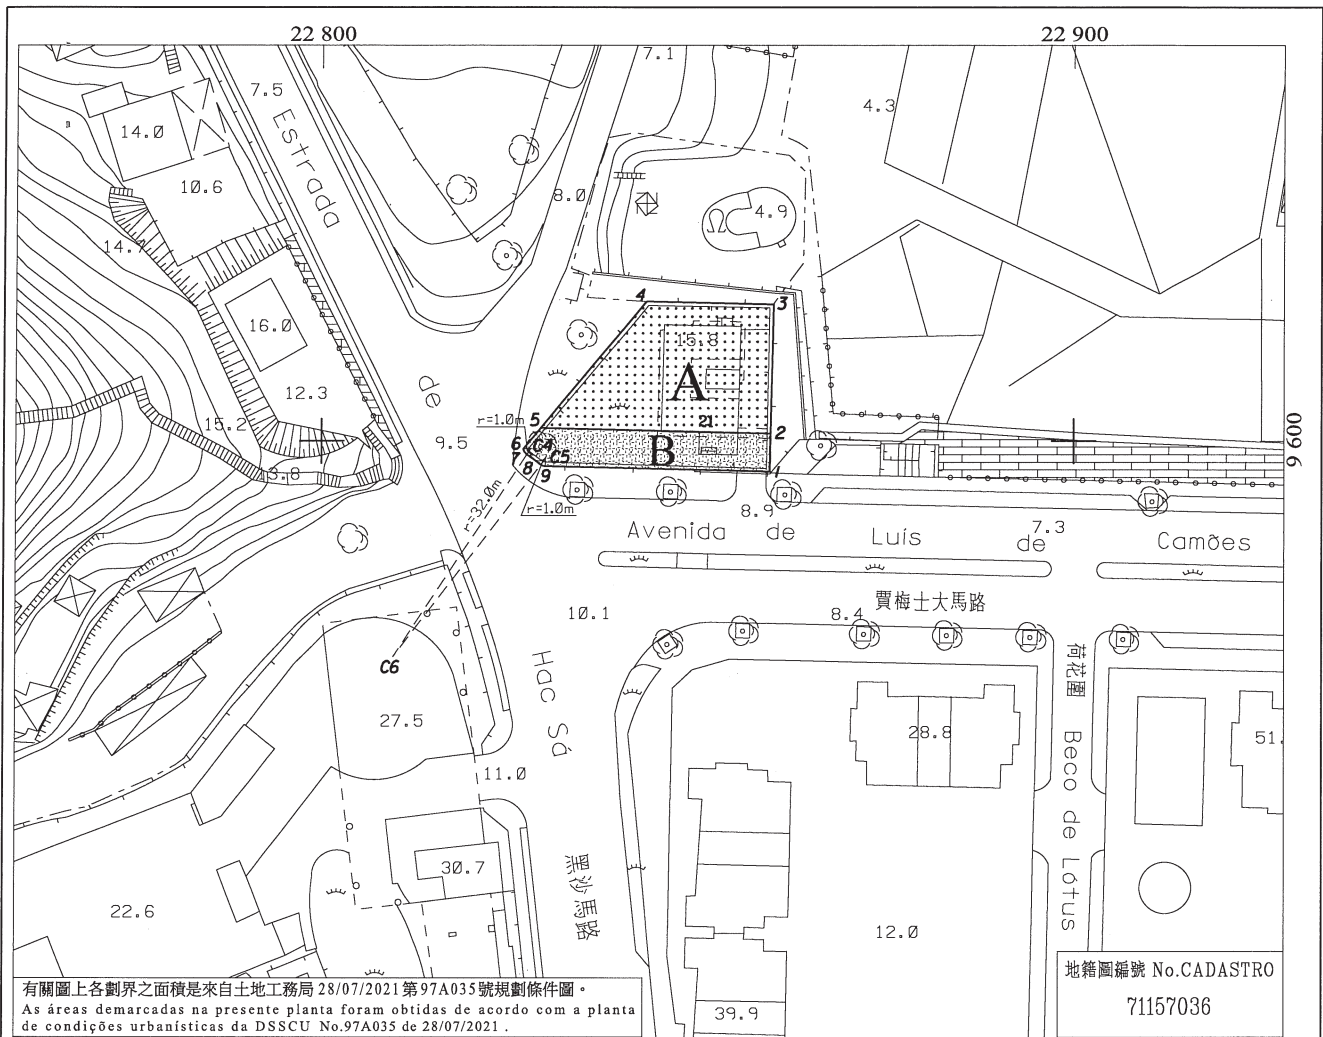 22 800
22 900
7.1
7.5
4.3
14.0
Estrada
10.6
8.0
4.9
14.7
4
3
16.0
15.8
A
12.3
de
21
r=1.0m
5
15.2
9.5
6
C4
B
2
9 600
7
C5
13.8
8
9
1
r=32.0m
r=1.0m
8.9
Avenida de Luís de Camões
7.3
賈梅士大馬路
10.1
8.4
C6
Hac Sá
荷花圍 Beco de Lótus
27.5
28.8
51.
11.0
30.7
黑沙馬路
22.6
12.0
39.9
有關圖上各劃界之面積是來自土地工務局 28/07/2021 第 97A035 號規劃條件圖。
As áreas demarcadas na presente planta foram obtidas de acordo com a planta
de condições urbanísticas da DSSCU No.97A035 de 28/07/2021 .
地籍圖編號 No.CADASTRO
71157036